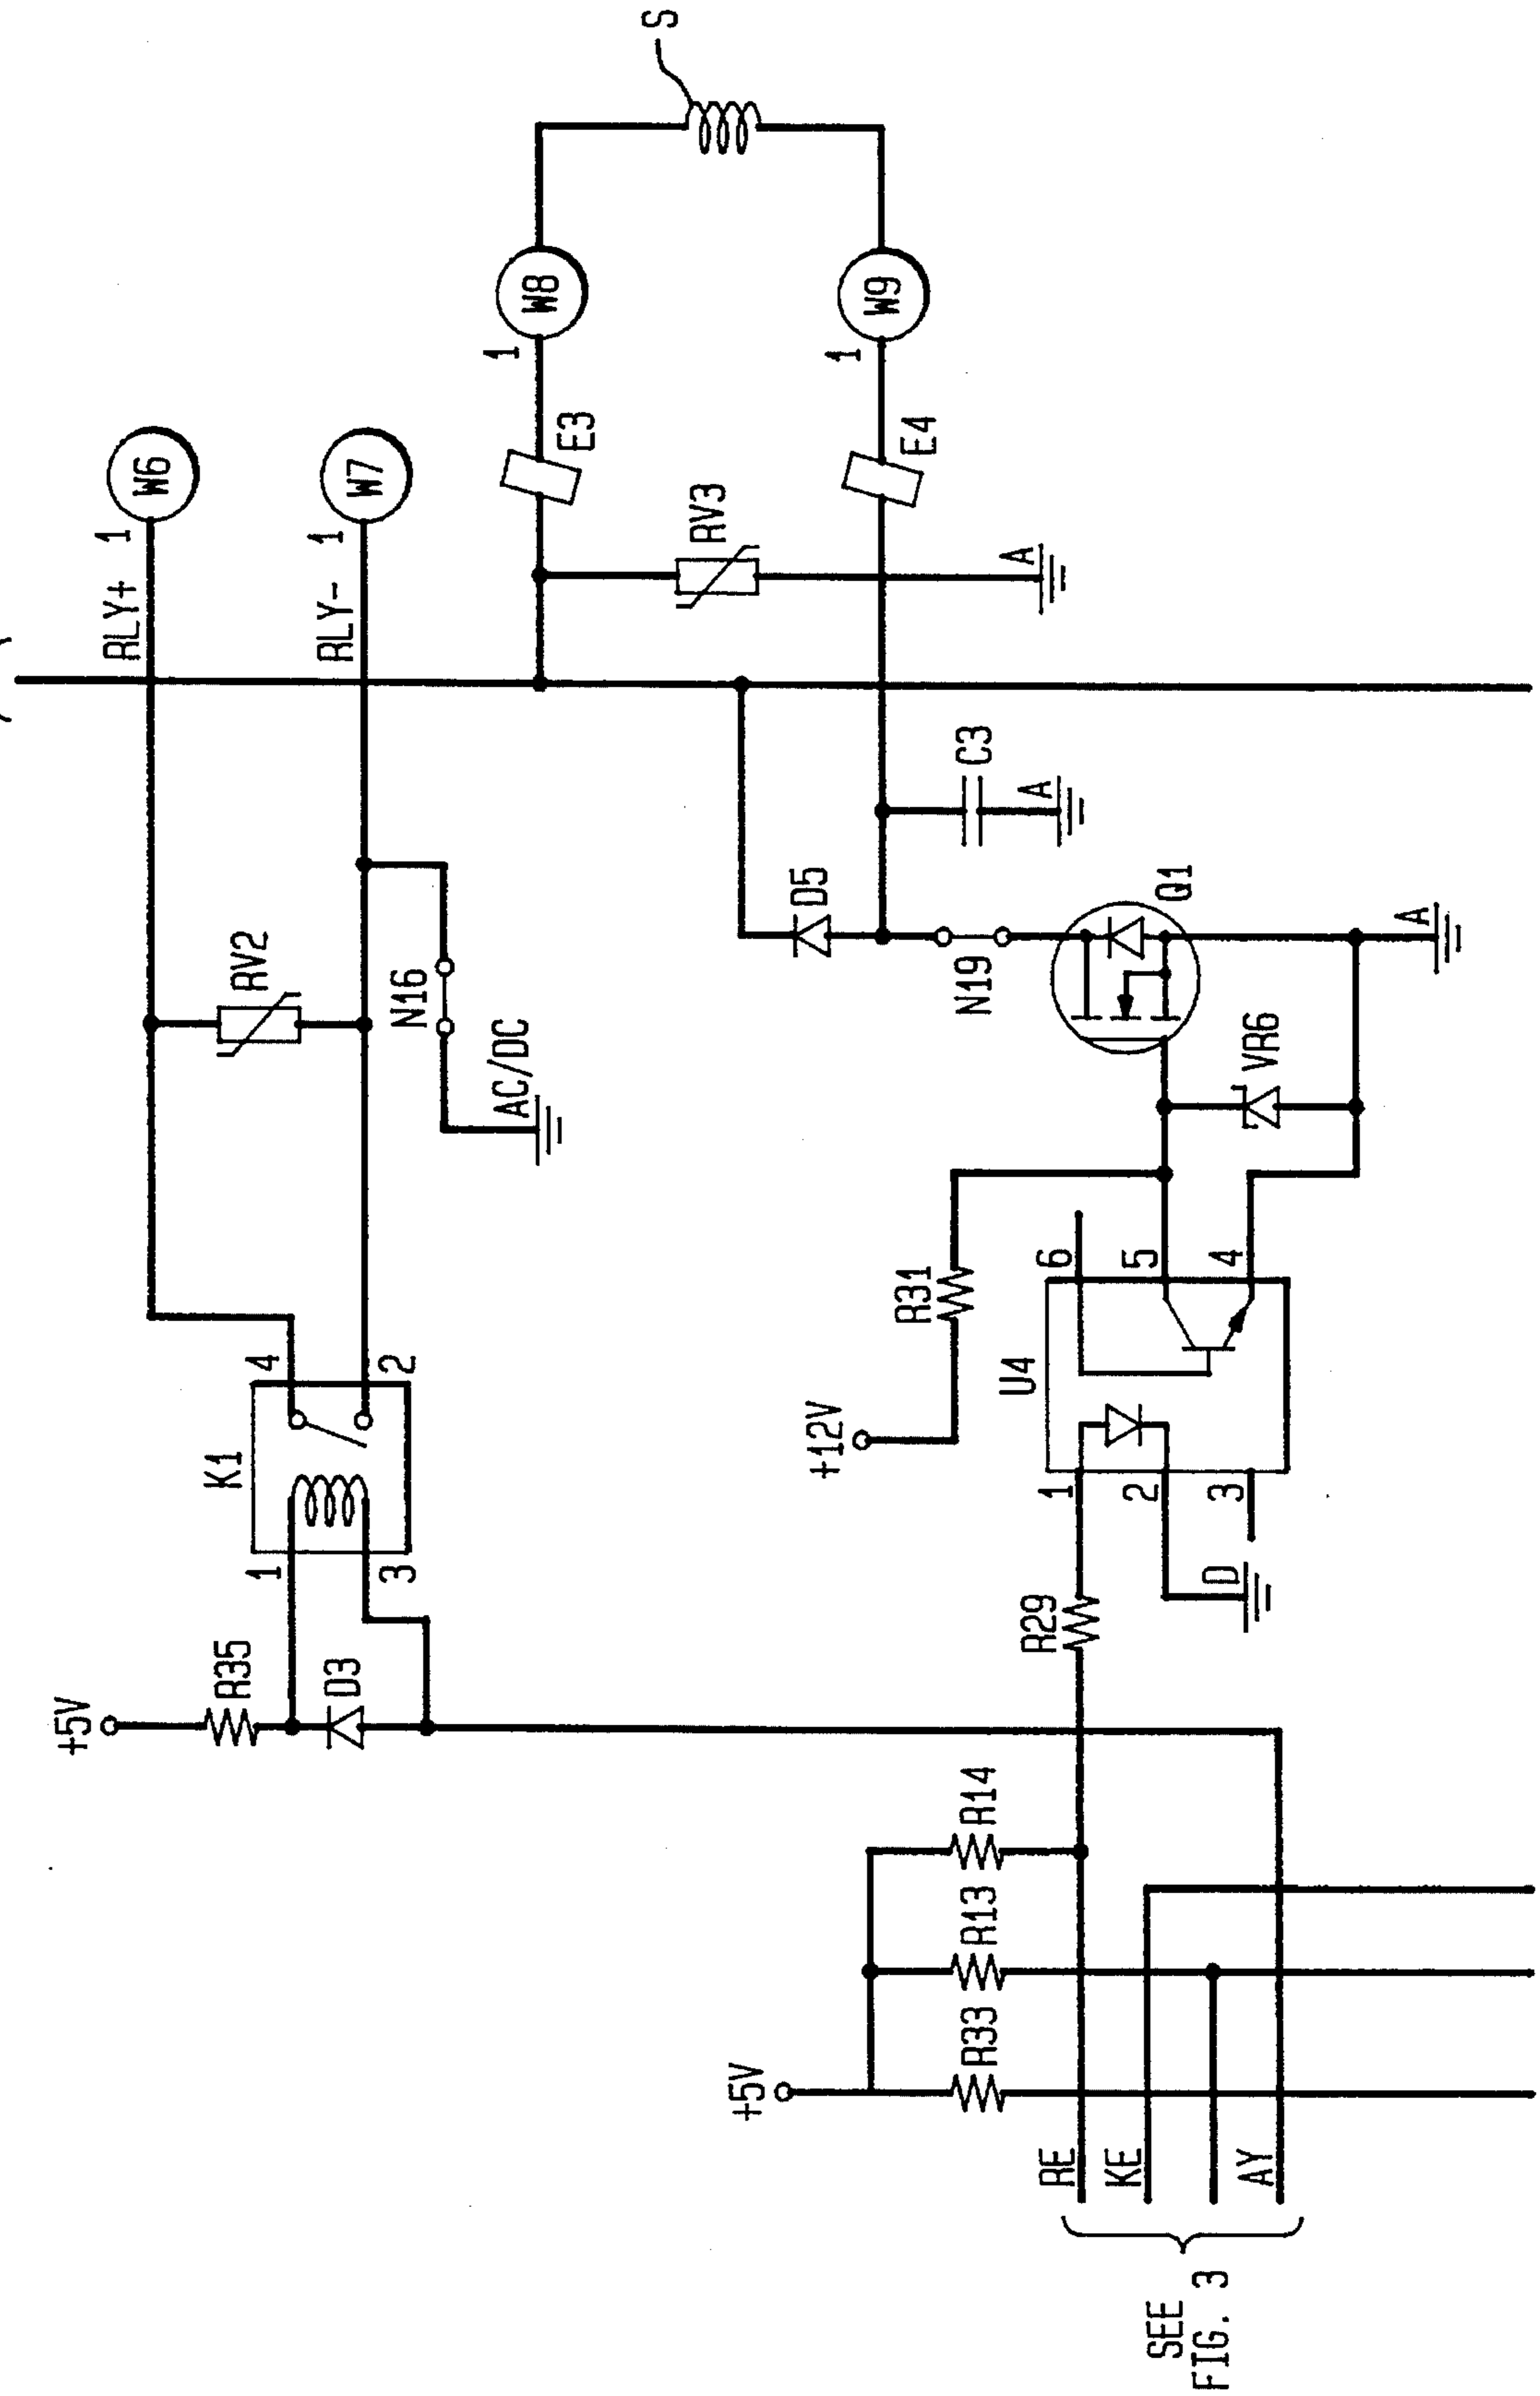 S
W6
1
RLY+
W7
1
RLY-
W8
1
E3
W9
1
E4
RV3
A
RV2
N16
AC/DC
D5
C3
A
N19
Q1
A
VR6
R31
+12V
U4
6
5
4
1
2
3
D
R29
K1
4
2
1
3
+5V
R35
D3
R14
R13
R33
+5V
RE
KE
AY
SEE
FIG. 3